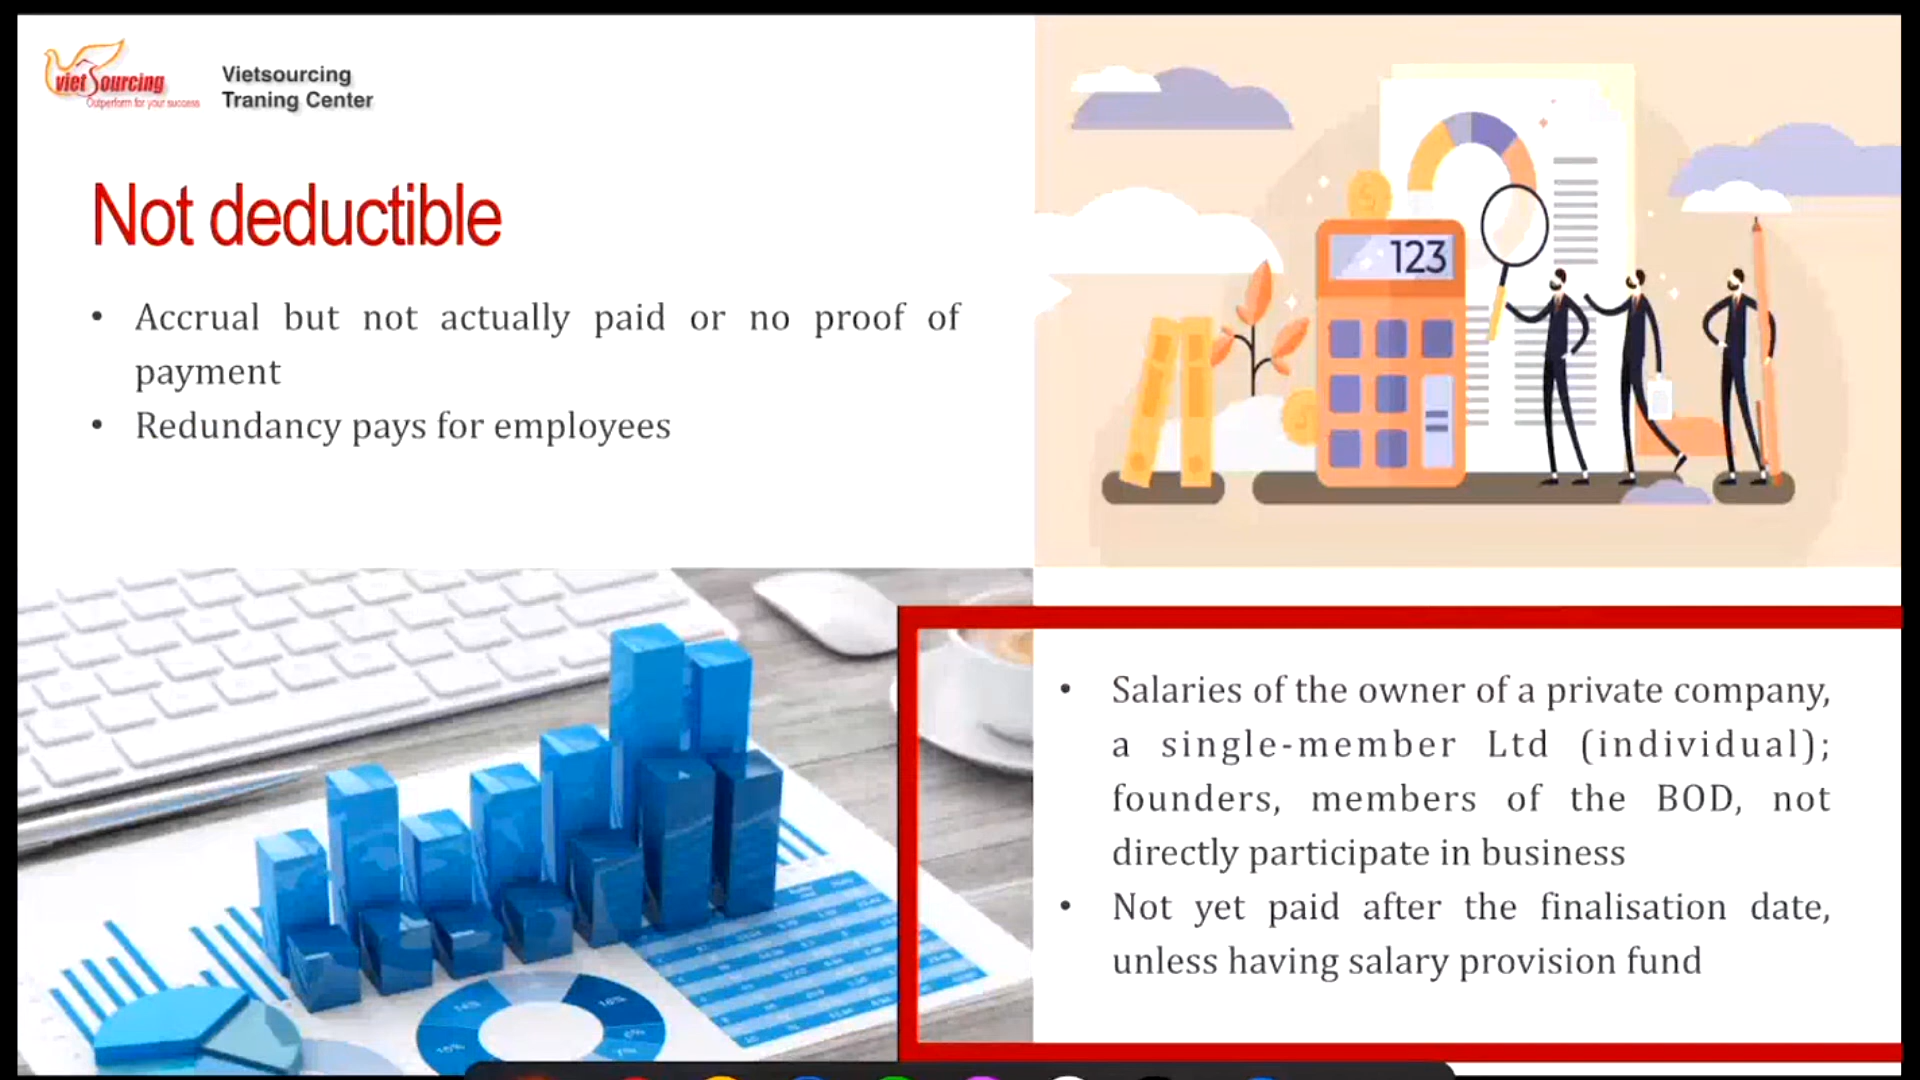 vietSourcing
Outperform for your success
Vietsourcing
Traning Center
Not deductible
• Accrual but not actually paid or no proof of
payment
• Redundancy pays for employees
123
• Salaries of the owner of a private company,
a single-member Ltd (individual);
founders, members of the BOD, not
directly participate in business
• Not yet paid after the finalisation date,
unless having salary provision fund